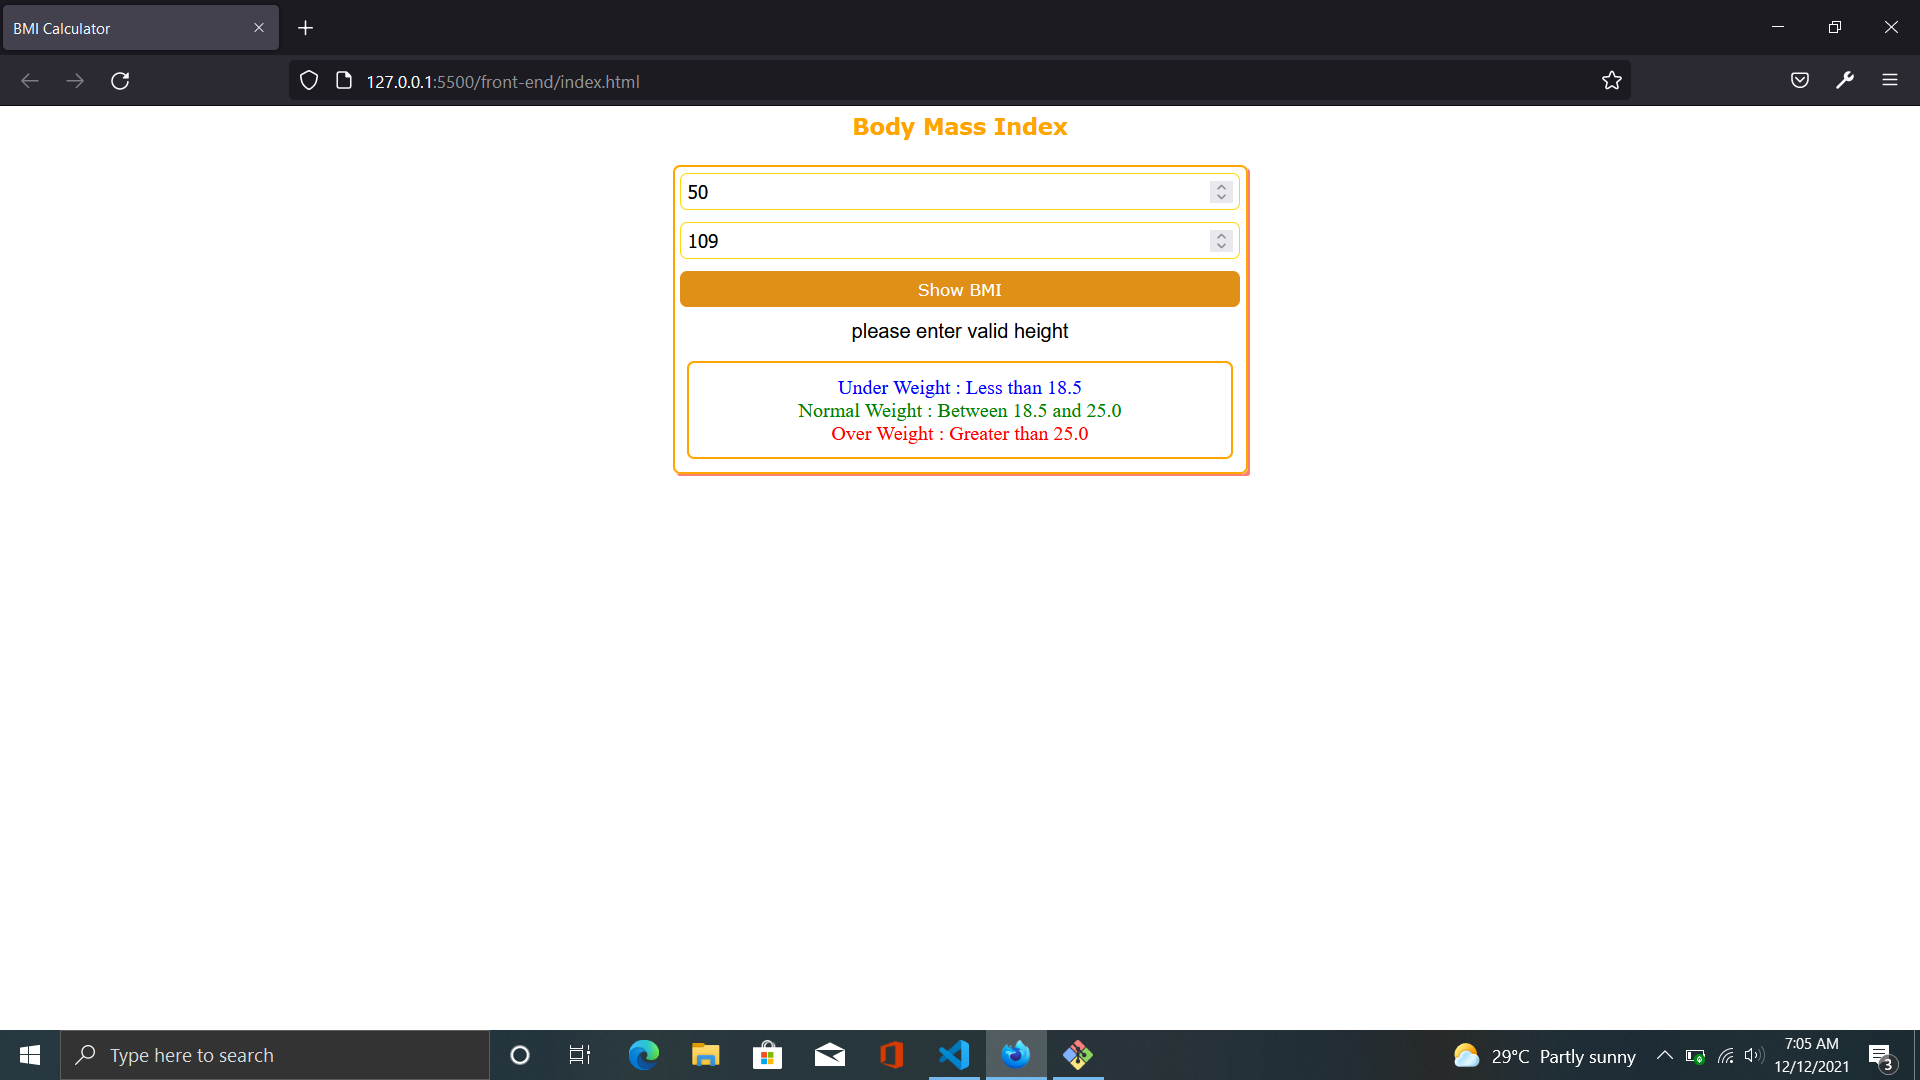 BMI Calculator
127.0.0.1:5500/front-end/index.html
Body Mass Index
50
109
Show BMI
please enter valid height
Under Weight : Less than 18.5
Normal Weight : Between 18.5 and 25.0
Over Weight : Greater than 25.0
Type here to search
29°C Partly sunny
7:05 AM
12/12/2021
3